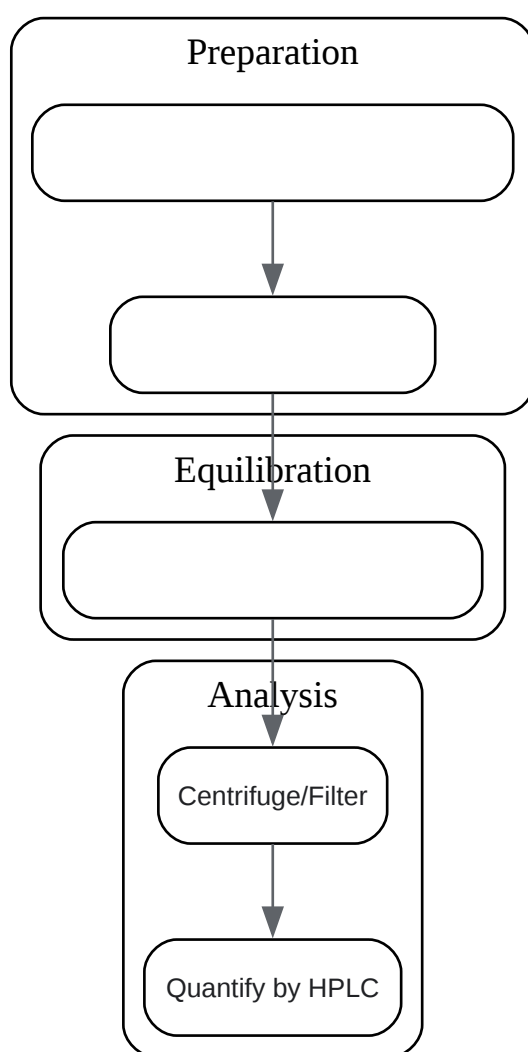 Preparation
Equilibration
Analysis
Centrifuge/Filter
Quantify by HPLC